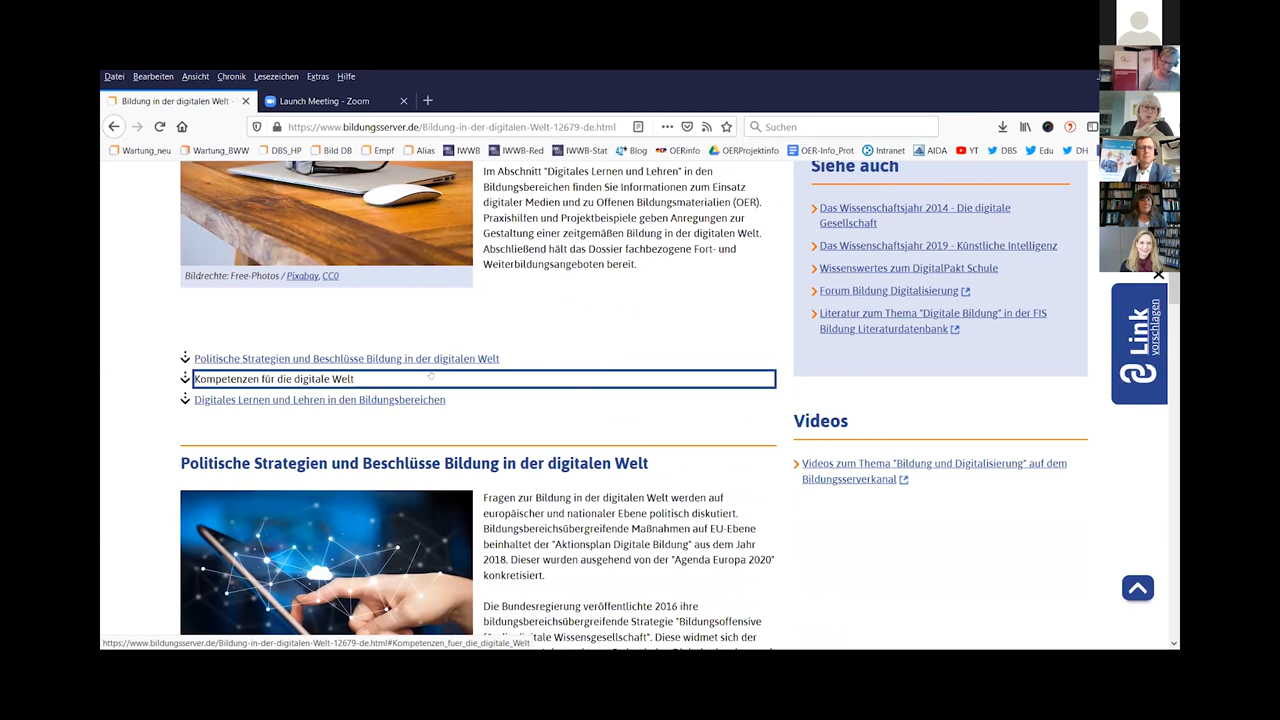 Datei Bearbeiten Ansicht Chronik Lesezeichen Extras Hilfe
Bildung in der digitalen Welt -
Launch Meeting - Zoom
https://www.bildungsserver.de/Bildung-in-der-digitalen-Welt-12679-de.html
Suchen
Wartung_neu Wartung_BWW DBS_HP Bild DB Empf Alias IWWB IWWB-Red IWWB-Stat Blog OERinfo OERProjektinfo OER-Info_Prot Intranet AIDA YT DBS Edu DH
Im Abschnitt "Digitales Lernen und Lehren" in den
Bildungsbereichen finden Sie Informationen zum Einsatz
digitaler Medien und zu Offenen Bildungsmaterialien (OER).
Praxishilfen und Projektbeispiele geben Anregungen zur
Gestaltung einer zeitgemäßen Bildung in der digitalen Welt.
Abschließend hält das Dossier fachbezogene Fort- und
Weiterbildungsangeboten bereit.
Bildrechte: Free-Photos / Pixabay, CC0
Politische Strategien und Beschlüsse Bildung in der digitalen Welt
Kompetenzen für die digitale Welt
Digitales Lernen und Lehren in den Bildungsbereichen
Politische Strategien und Beschlüsse Bildung in der digitalen Welt
Fragen zur Bildung in der digitalen Welt werden auf
europäischer und nationaler Ebene politisch diskutiert.
Bildungsbereichsübergreifende Maßnahmen auf EU-Ebene
beinhaltet der "Aktionsplan Digitale Bildung" aus dem Jahr
2018. Dieser wurden ausgehend von der "Agenda Europa 2020"
konkretisiert.
Die Bundesregierung veröffentlichte 2016 ihre
bildungsbereichsübergreifende Strategie "Bildungsoffensive
Wissensgesellschaft". Diese widmet sich der
Siehe auch
Das Wissenschaftsjahr 2014 - Die digitale
Gesellschaft
Das Wissenschaftsjahr 2019 - Künstliche Intelligenz
Wissenswertes zum DigitalPakt Schule
Forum Bildung Digitalisierung
Literatur zum Thema "Digitale Bildung" in der FIS
Bildung Literaturdatenbank
Videos
Videos zum Thema "Bildung und Digitalisierung" auf dem
Bildungsserverkanal
Link
vorschlagen
https://www.bildungsserver.de/Bildung-in-der-digitalen-Welt-12679-de.html#Kompetenzen_fuer_die_digitale_Welt